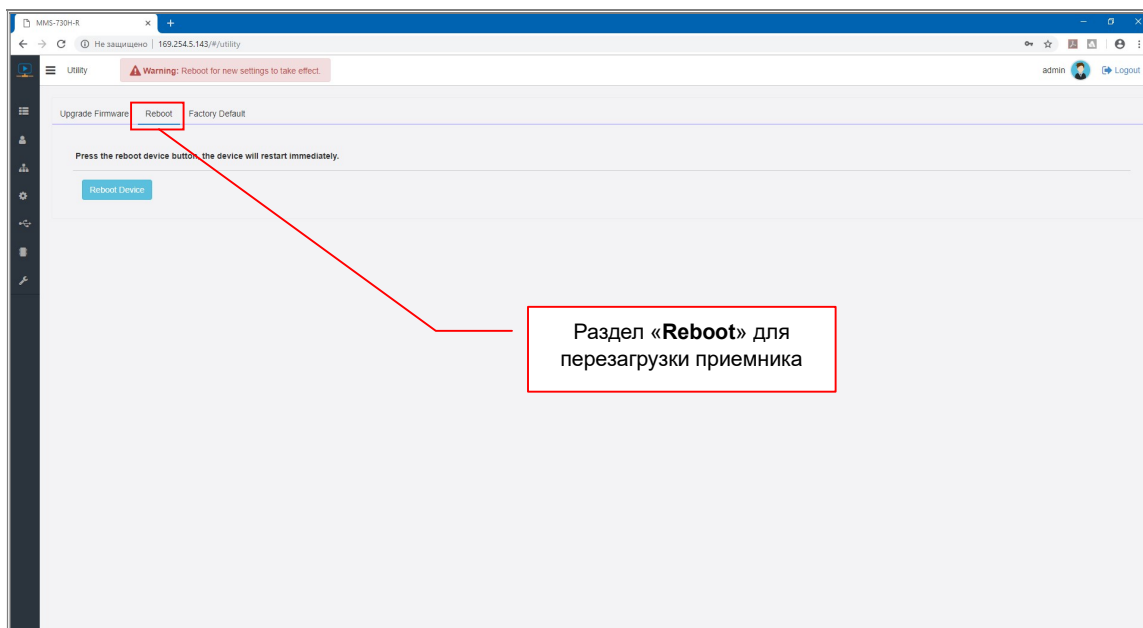 MMS-730H-R
Не защищено | 169.254.5.143/#/utility
Utility
Warning: Reboot for new settings to take effect.
admin
Logout
Upgrade Firmware Reboot Factory Default
Press the reboot device button, the device will restart immediately.
Reboot Device
Раздел «Reboot» для
перезагрузки приемника